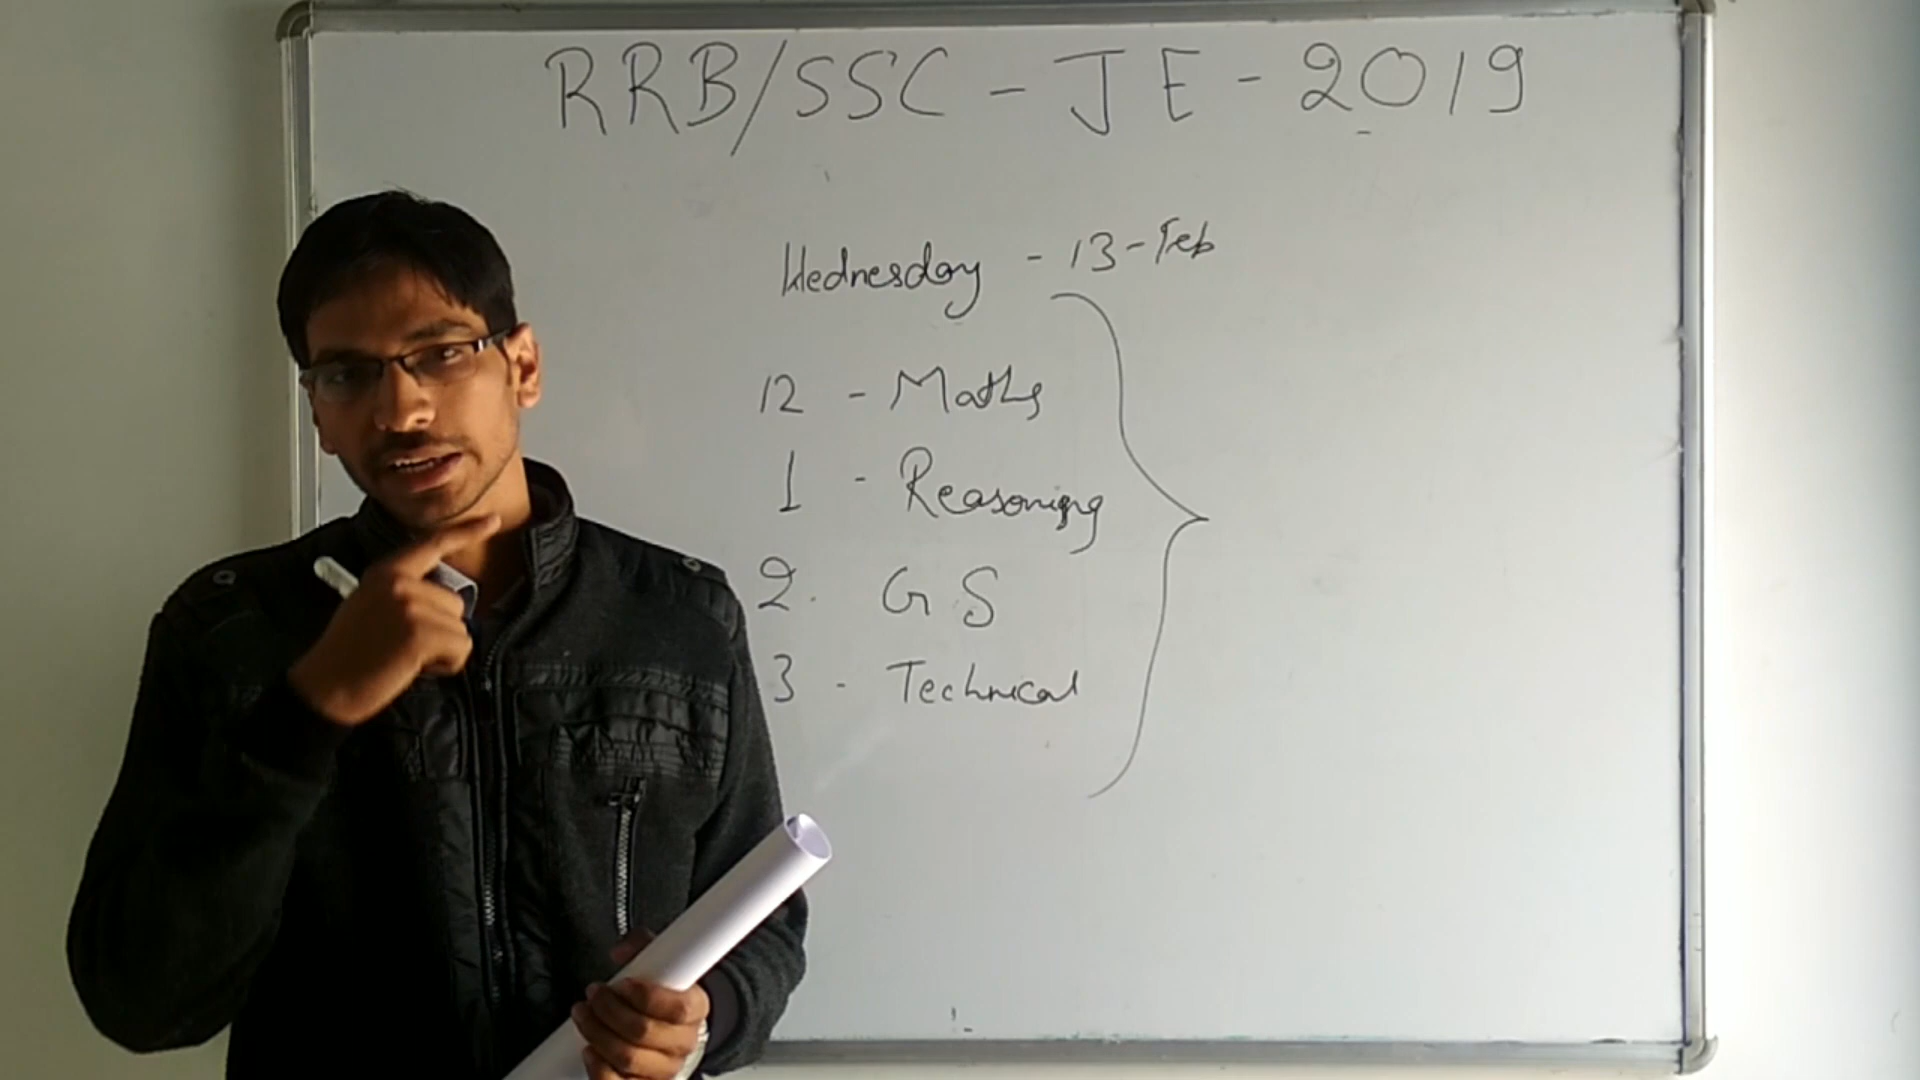 RRB/SSC - JE - 2019
Wednesday - 13 - Feb
12 - Maths
1 - Reasoning
2. GS
3 - Technical